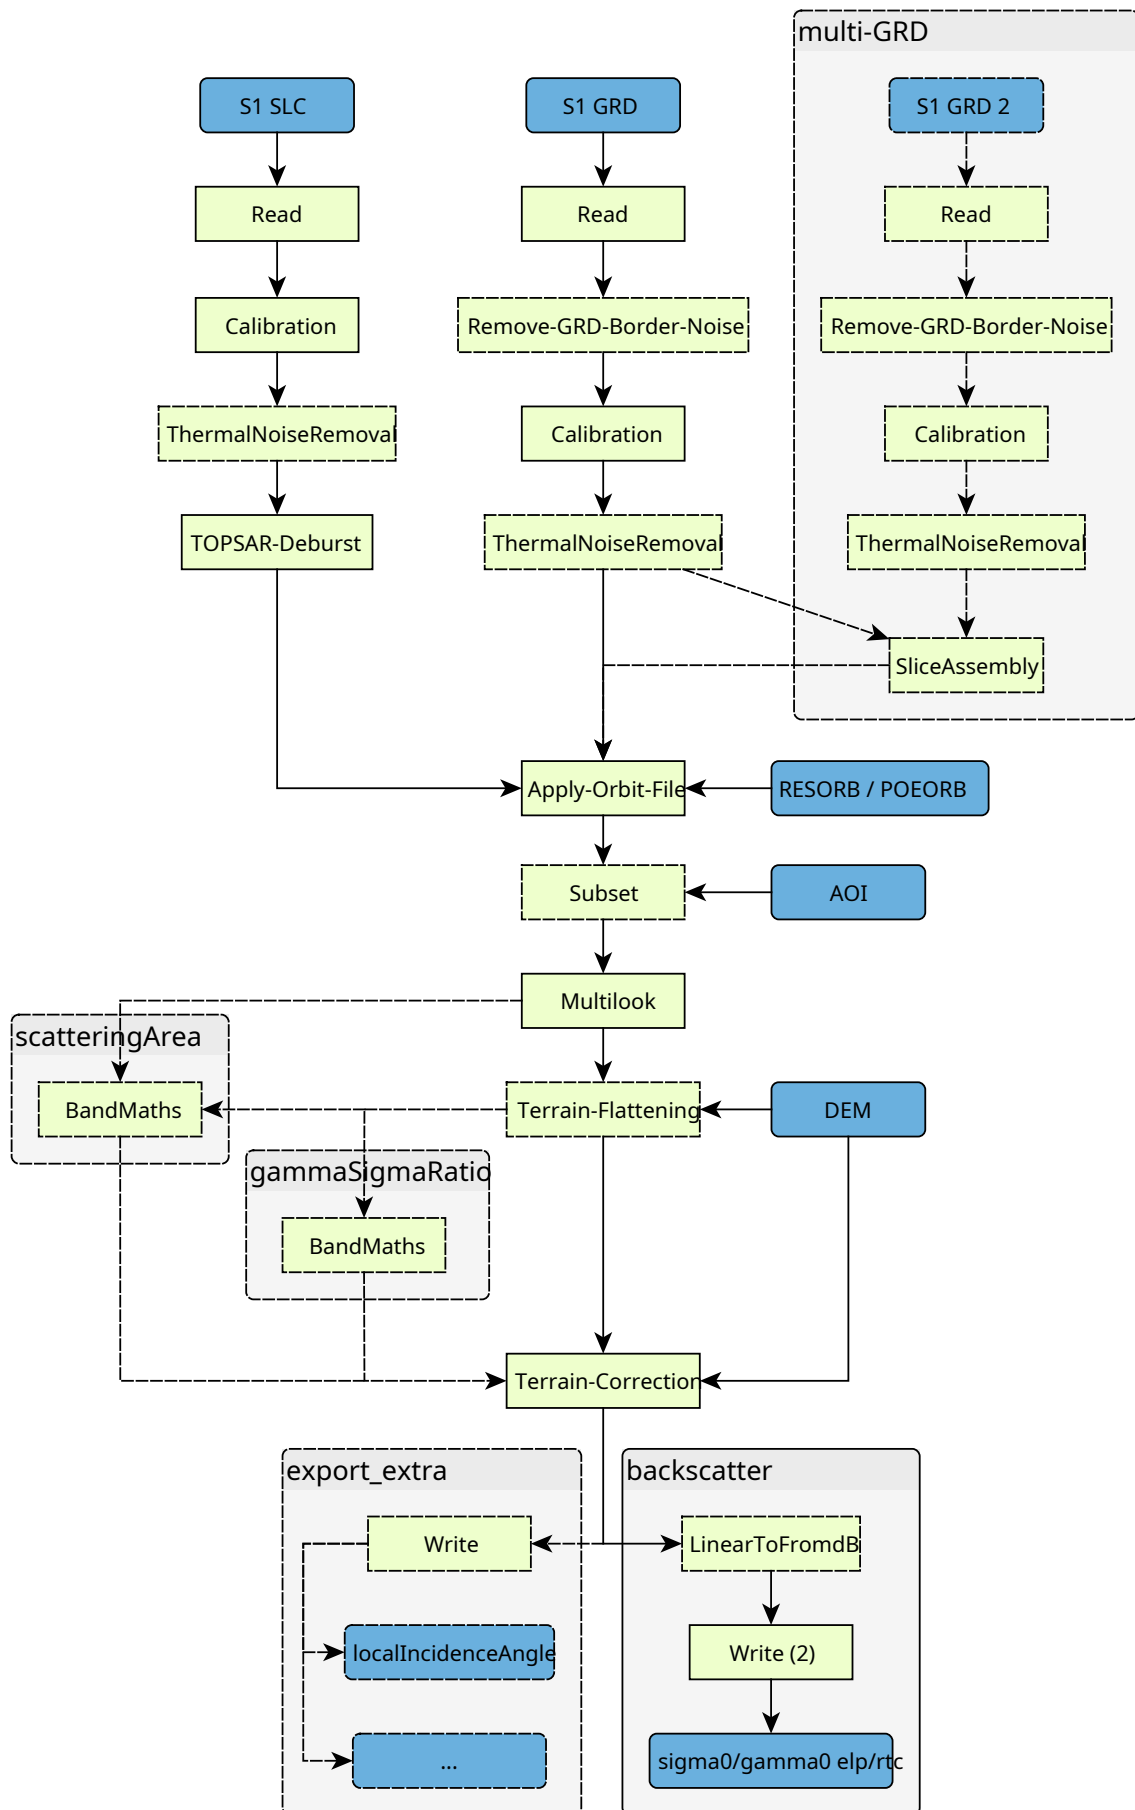 multi-GRD
S1 SLC
S1 GRD
S1 GRD 2
Read
Read
Read
Calibration
Remove-GRD-Border-Noise
Remove-GRD-Border-Noise
ThermalNoiseRemoval
Calibration
Calibration
TOPSAR-Deburst
ThermalNoiseRemoval
ThermalNoiseRemoval
SliceAssembly
Apply-Orbit-File
RESORB / POEORB
Subset
AOI
Multilook
scatteringArea
BandMaths
Terrain-Flattening
DEM
gammaSigmaRatio
BandMaths
Terrain-Correction
export_extra
backscatter
Write
LinearToFromdB
localIncidenceAngle
Write (2)
...
sigma0/gamma0 elp/rtc